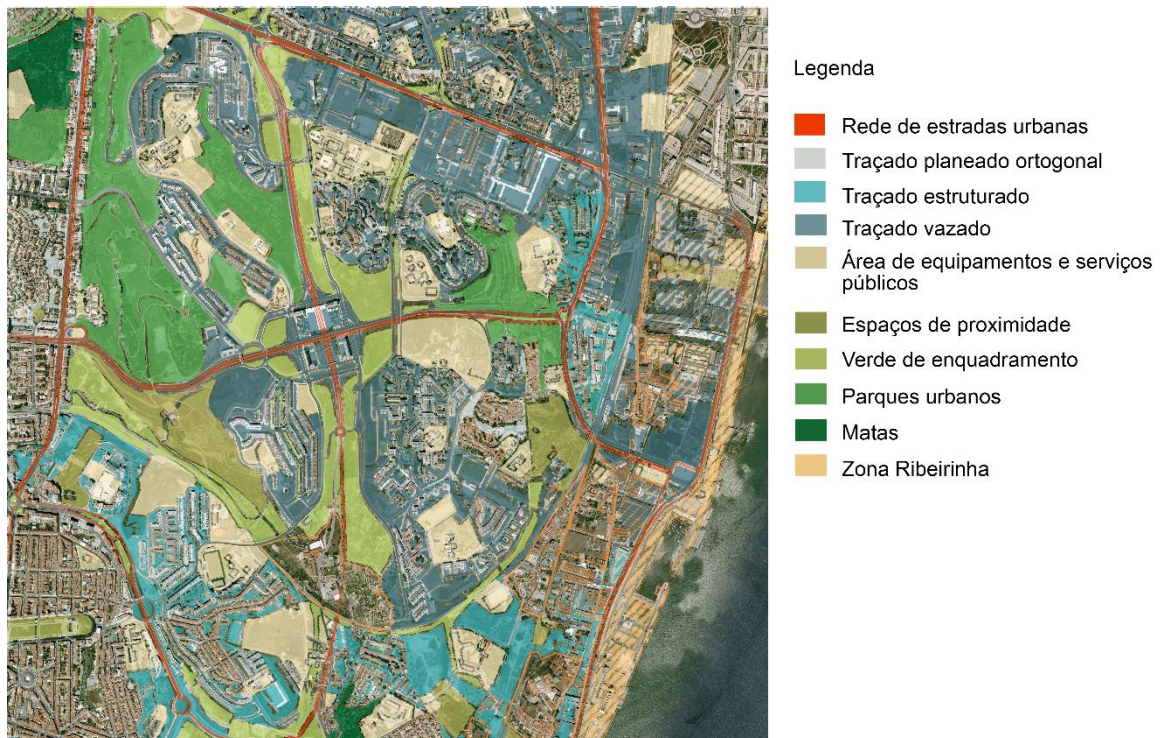 Legenda
Rede de estradas urbanas
Traçado planeado ortogonal
Traçado estruturado
Traçado vazado
Área de equipamentos e serviços
públicos
Espaços de proximidade
Verde de enquadramento
Parques urbanos
Matas
Zona Ribeirinha